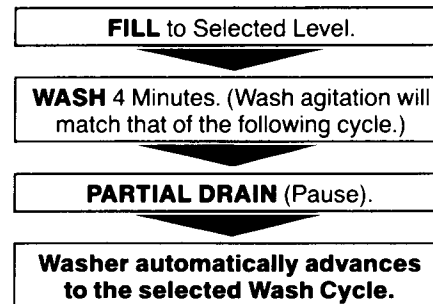 FILL to Selected Level.
WASH 4 Minutes. (Wash agitation will
match that of the following cycle.)
PARTIAL DRAIN (Pause).
Washer automatically advances
to the selected Wash Cycle.